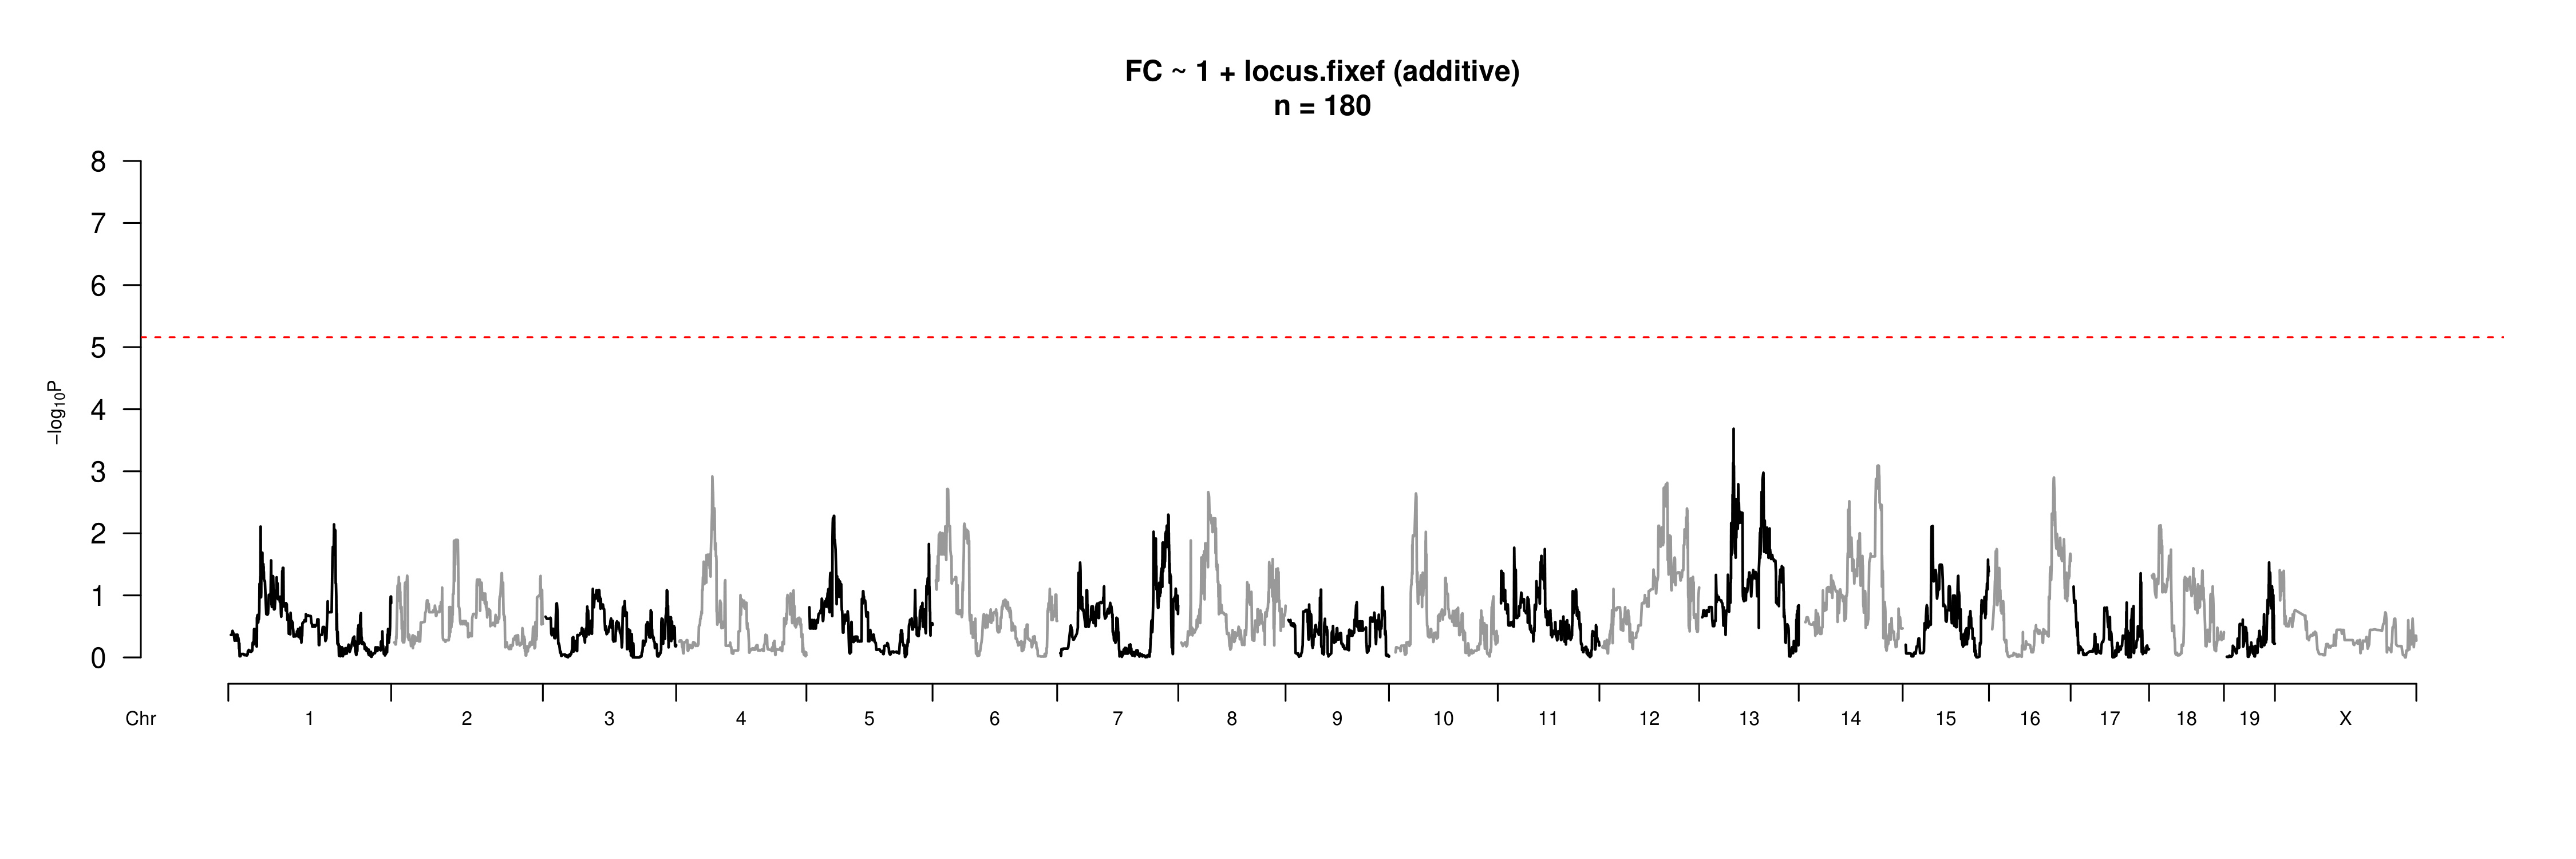 FC ~ 1 + locus.fixef (additive)
n = 180
8
7
6
5
4
3
2
1
0
−log10P
Chr 1 2 3 4 5 6 7 8 9 10 11 12 13 14 15 16 17 18 19 X